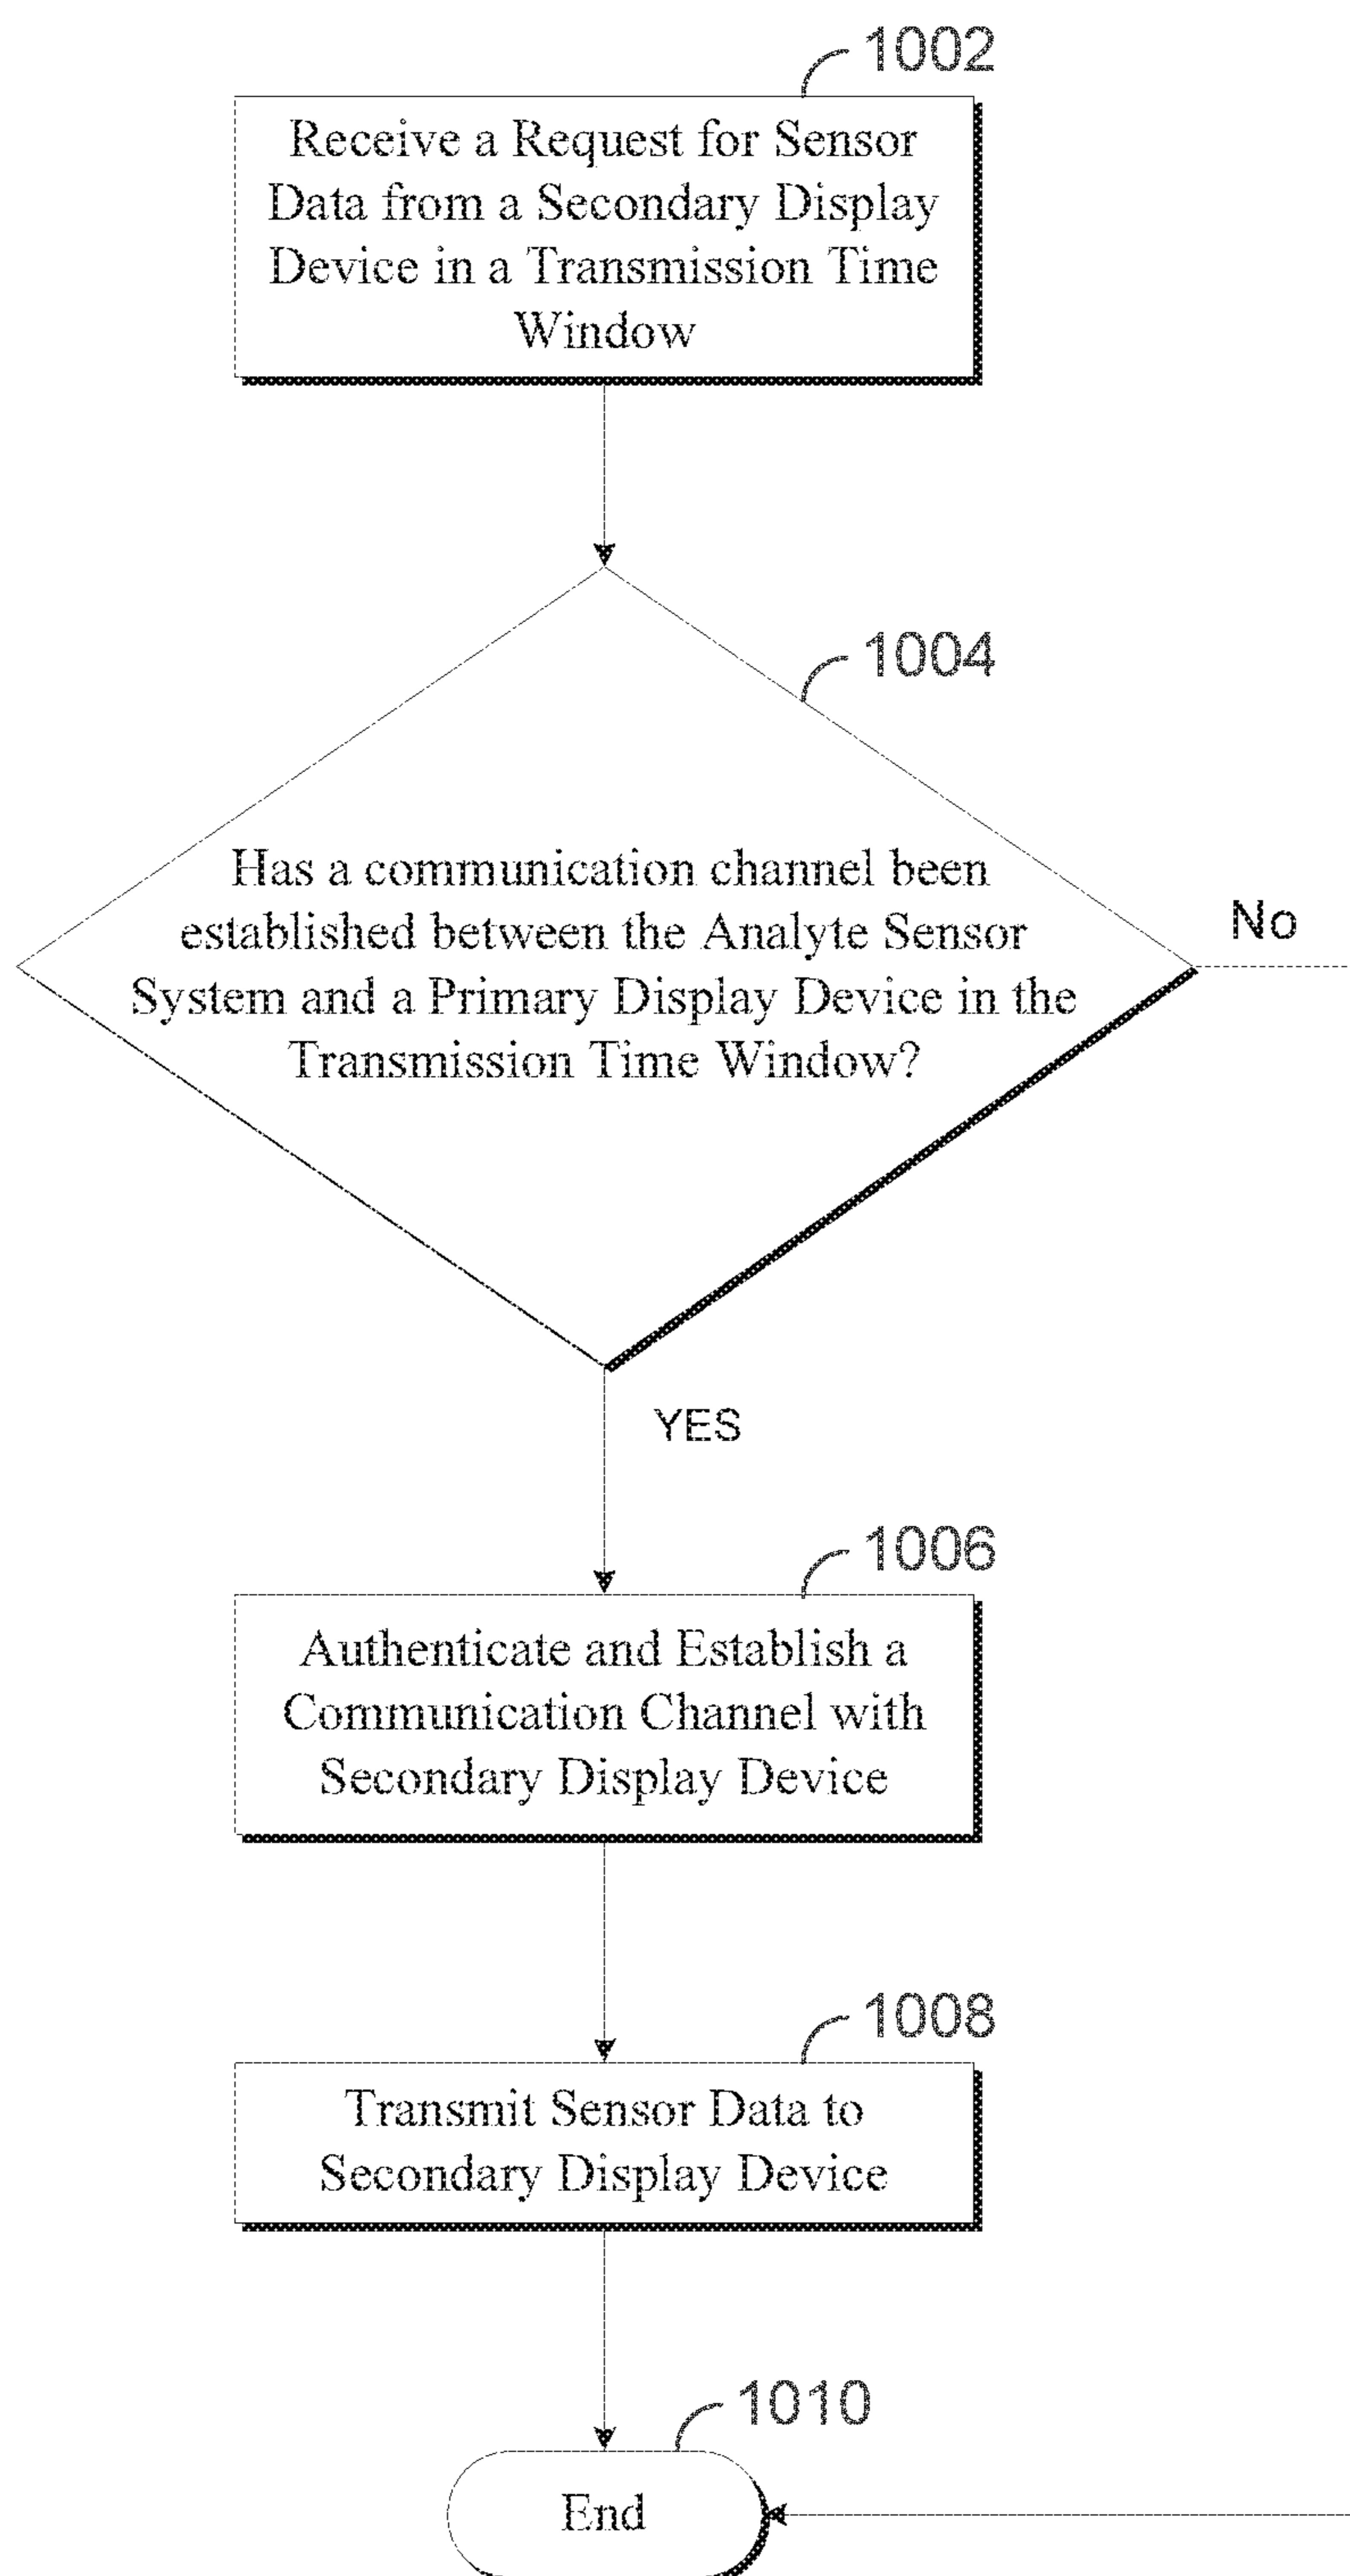 1002
Receive a Request for Sensor
Data from a Secondary Display
Device in a Transmission Time
Window
1004
Has a communication channel been
established between the Analyte Sensor
System and a Primary Display Device in the
Transmission Time Window?
No
YES
1006
Authenticate and Establish a
Communication Channel with
Secondary Display Device
1008
Transmit Sensor Data to
Secondary Display Device
1010
End